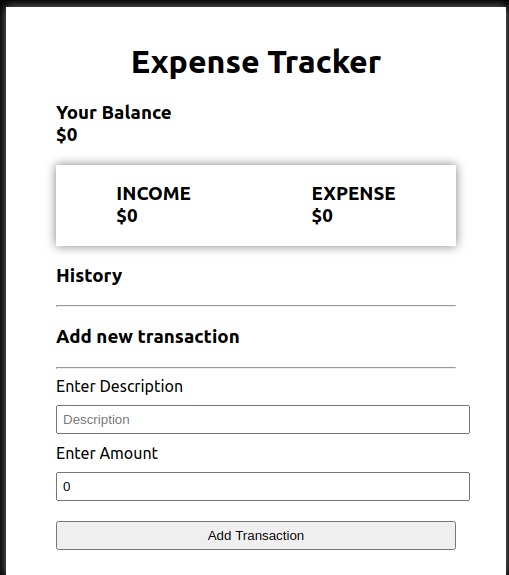 Expense Tracker
Your Balance
$0
INCOME EXPENSE
$0 $0
History
Add new transaction
Enter Description
Description
Enter Amount
0
Add Transaction